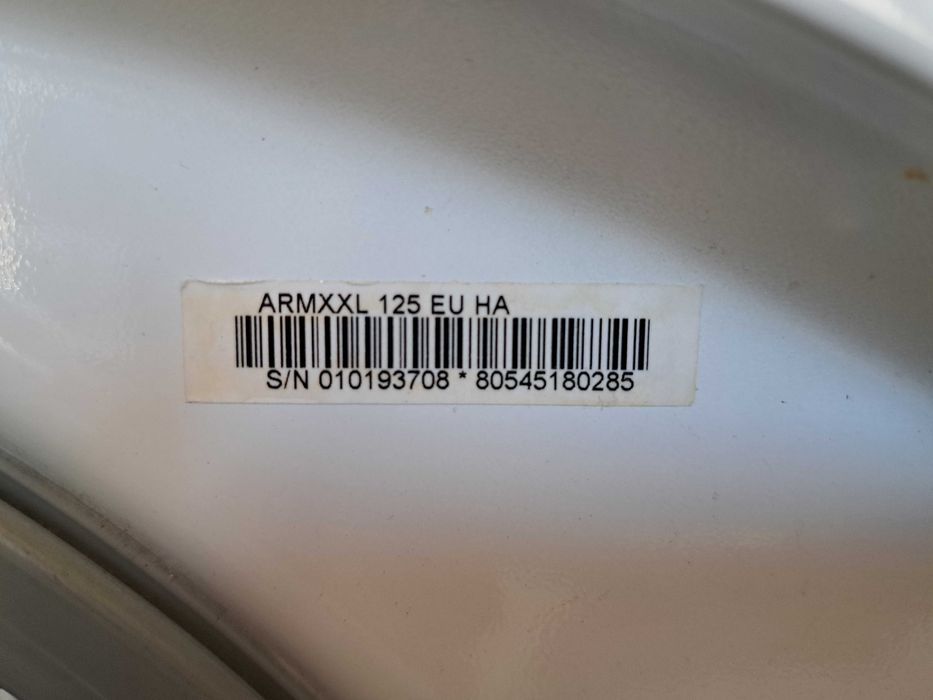 ARMXXL 125 EU HA
S/N 010193708 * 80545180285